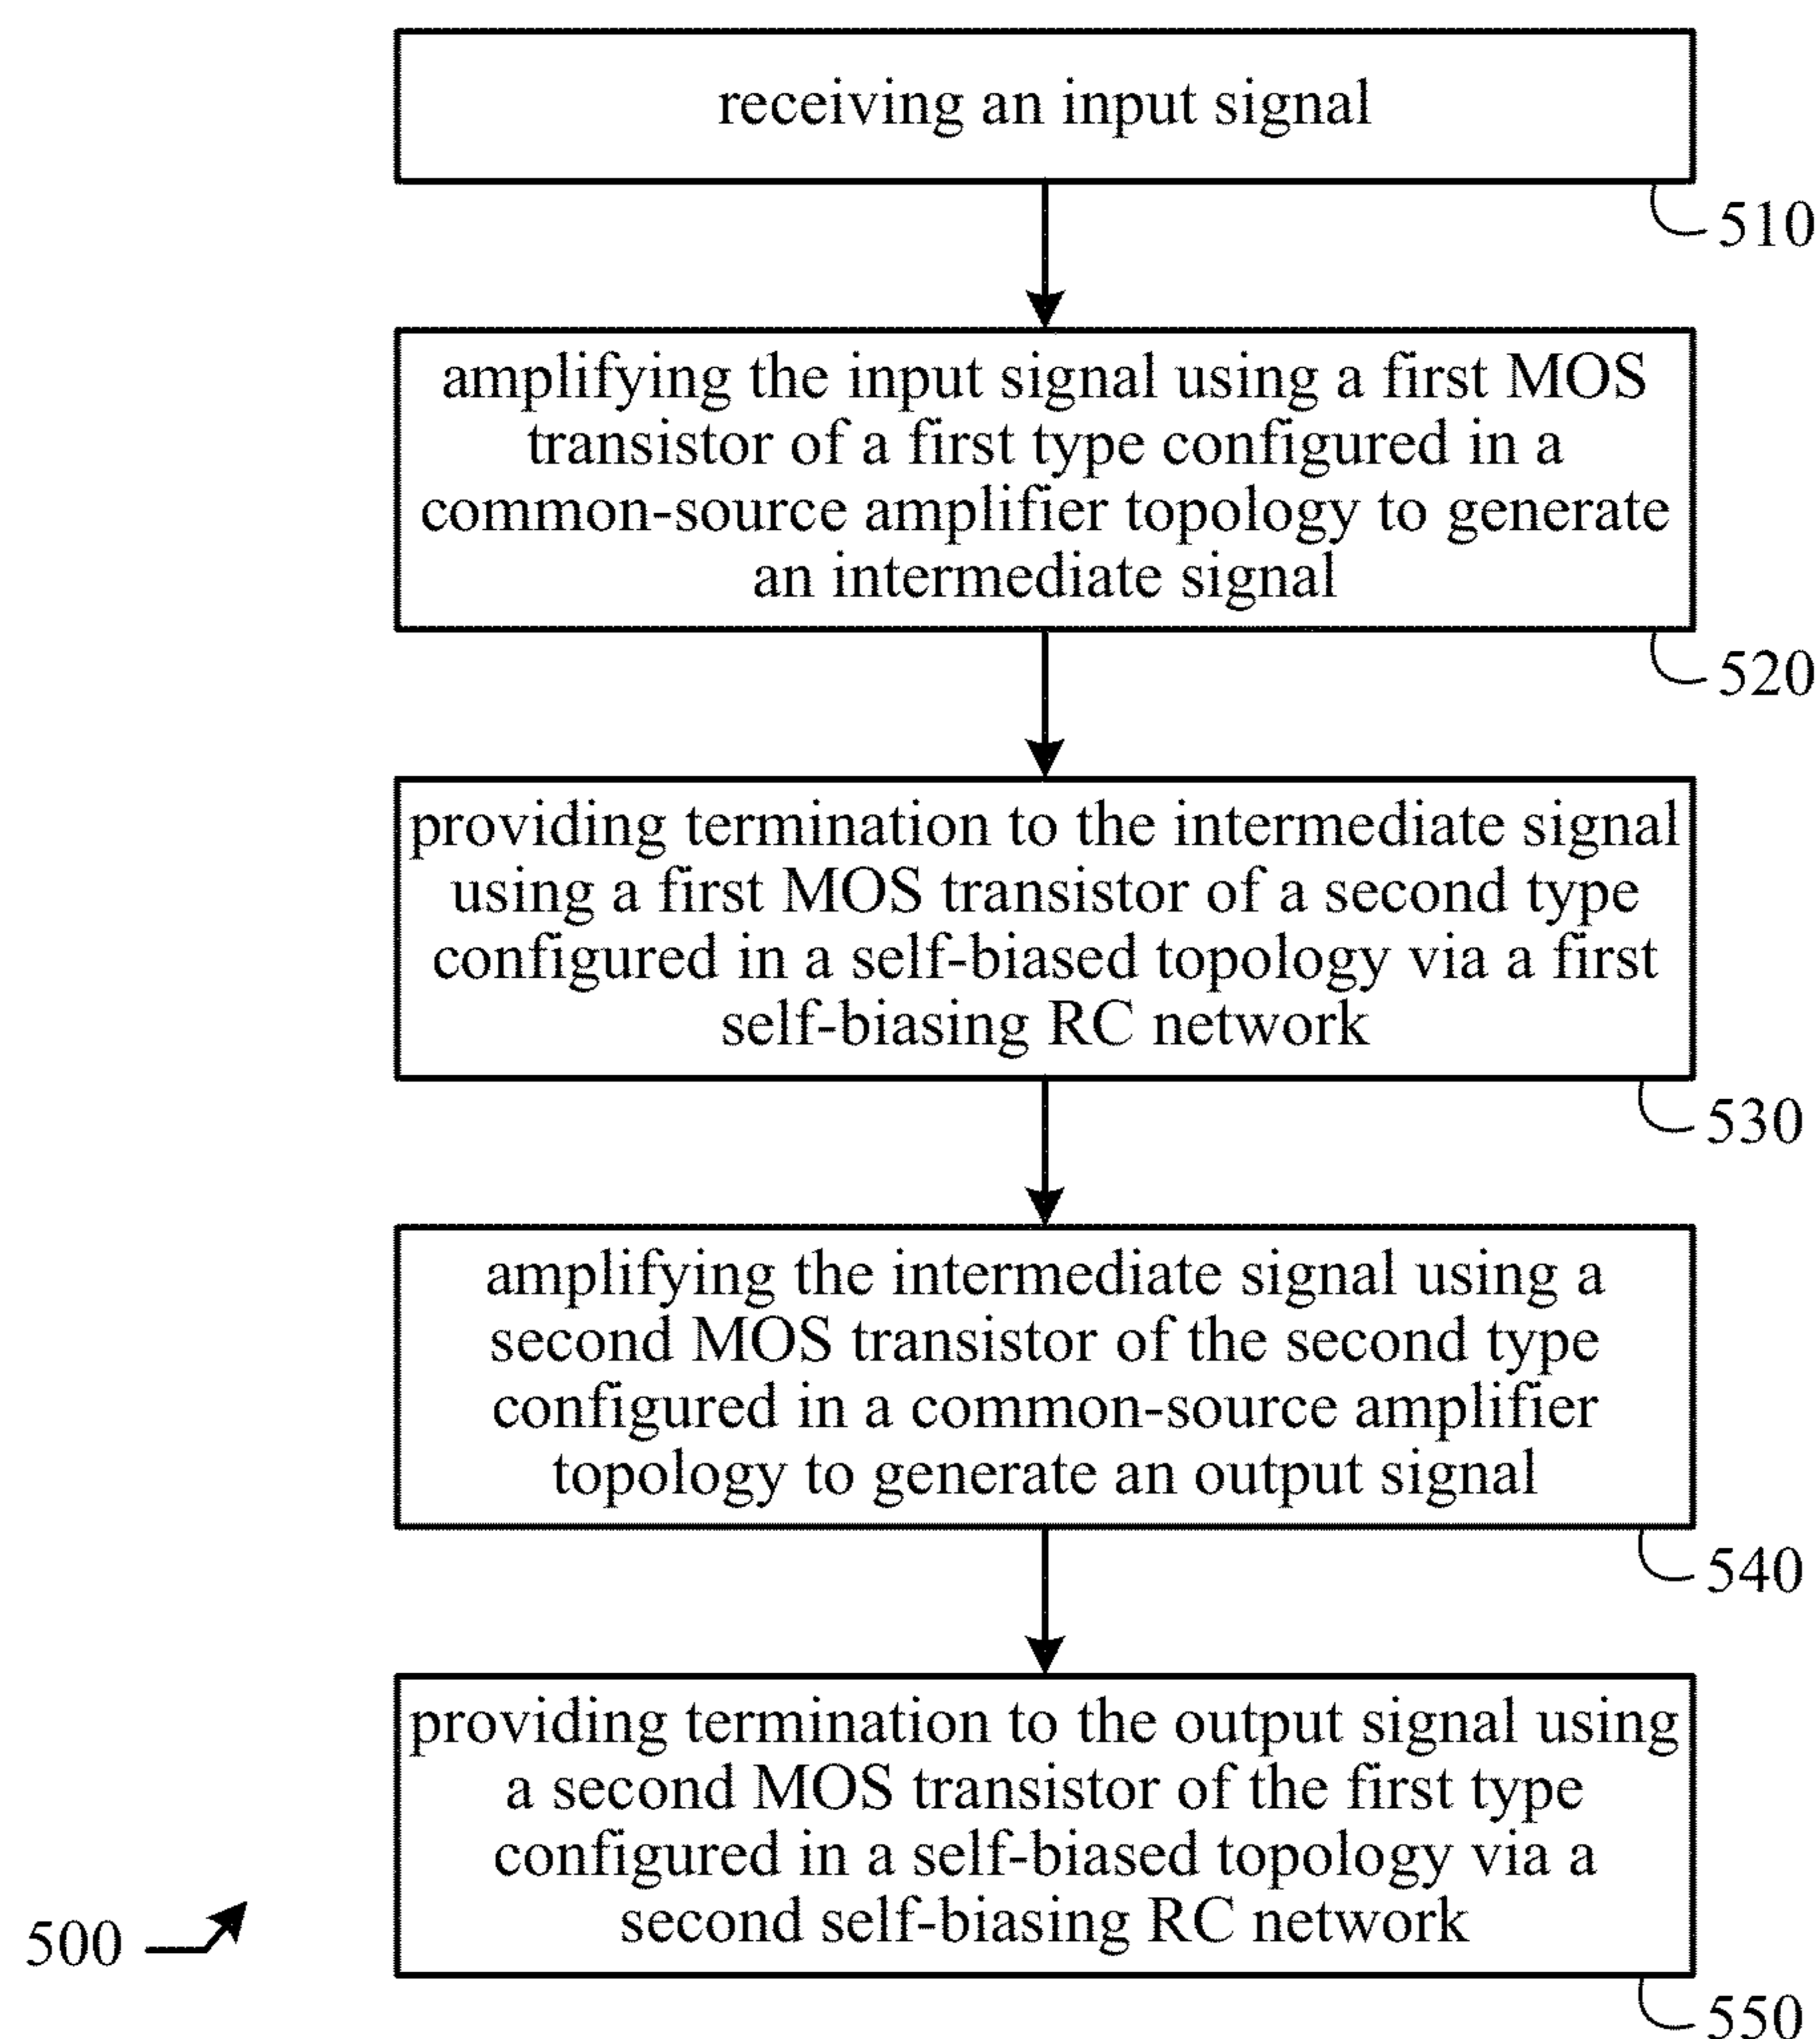 receiving an input signal
510
amplifying the input signal using a first MOS
transistor of a first type configured in a
common-source amplifier topology to generate
an intermediate signal
520
providing termination to the intermediate signal
using a first MOS transistor of a second type
configured in a self-biased topology via a first
self-biasing RC network
530
amplifying the intermediate signal using a
second MOS transistor of the second type
configured in a common-source amplifier
topology to generate an output signal
540
providing termination to the output signal using
a second MOS transistor of the first type
configured in a self-biased topology via a
second self-biasing RC network
500
550